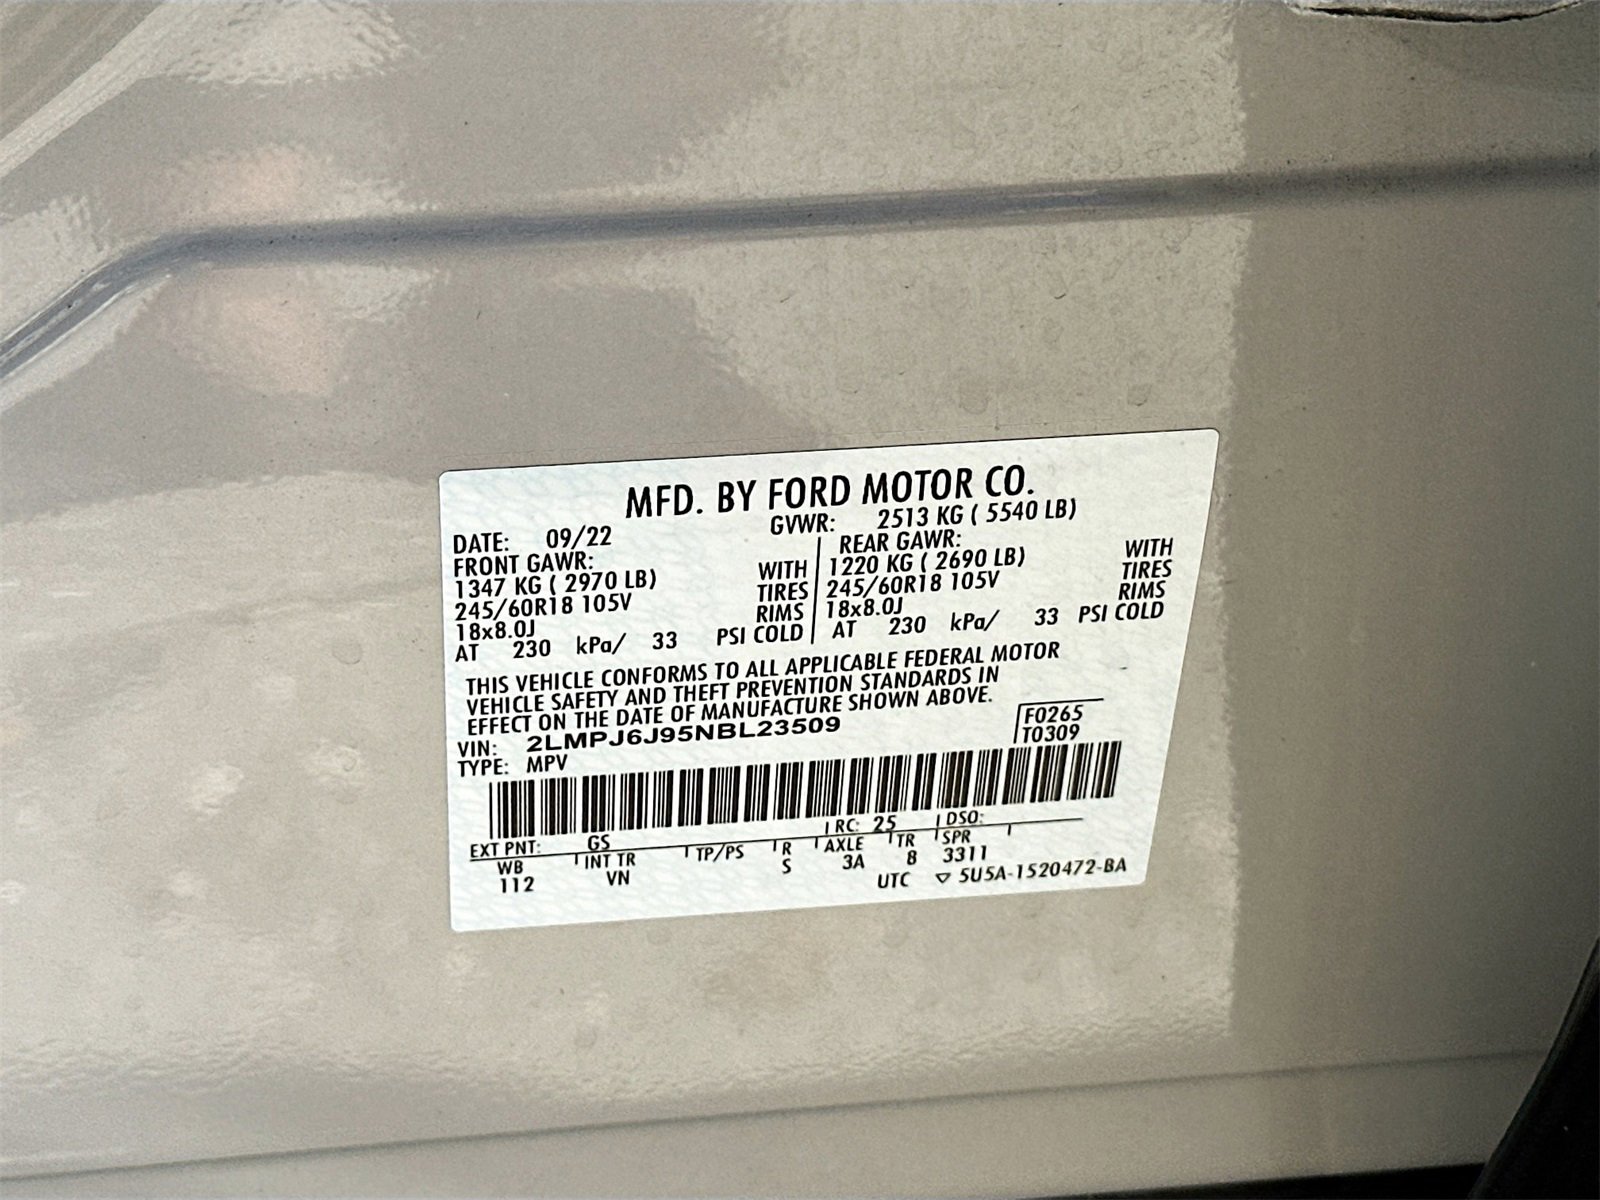 MFD. BY FORD MOTOR CO.
DATE: 09/22 GVWR: 2513 KG ( 5540 LB)
FRONT GAWR: REAR GAWR:
1347 KG ( 2970 LB) WITH 1220 KG ( 2690 LB) WITH
245/60R18 105V TIRES 245/60R18 105V TIRES
18x8.0J RIMS 18x8.0J RIMS
AT 230 kPa/ 33 PSI COLD AT 230 kPa/ 33 PSI COLD
THIS VEHICLE CONFORMS TO ALL APPLICABLE FEDERAL MOTOR
VEHICLE SAFETY AND THEFT PREVENTION STANDARDS IN
EFFECT ON THE DATE OF MANUFACTURE SHOWN ABOVE.
VIN: 2LMPJ6J95NBL23509 F0265
TYPE: MPV T0309
EXT PNT: GS RC: 25 DSO:
WB INT TR TP/PS R AXLE TR SPR
112 VN S 3A 8 3311
UTC ▽ 5U5A-1520472-BA